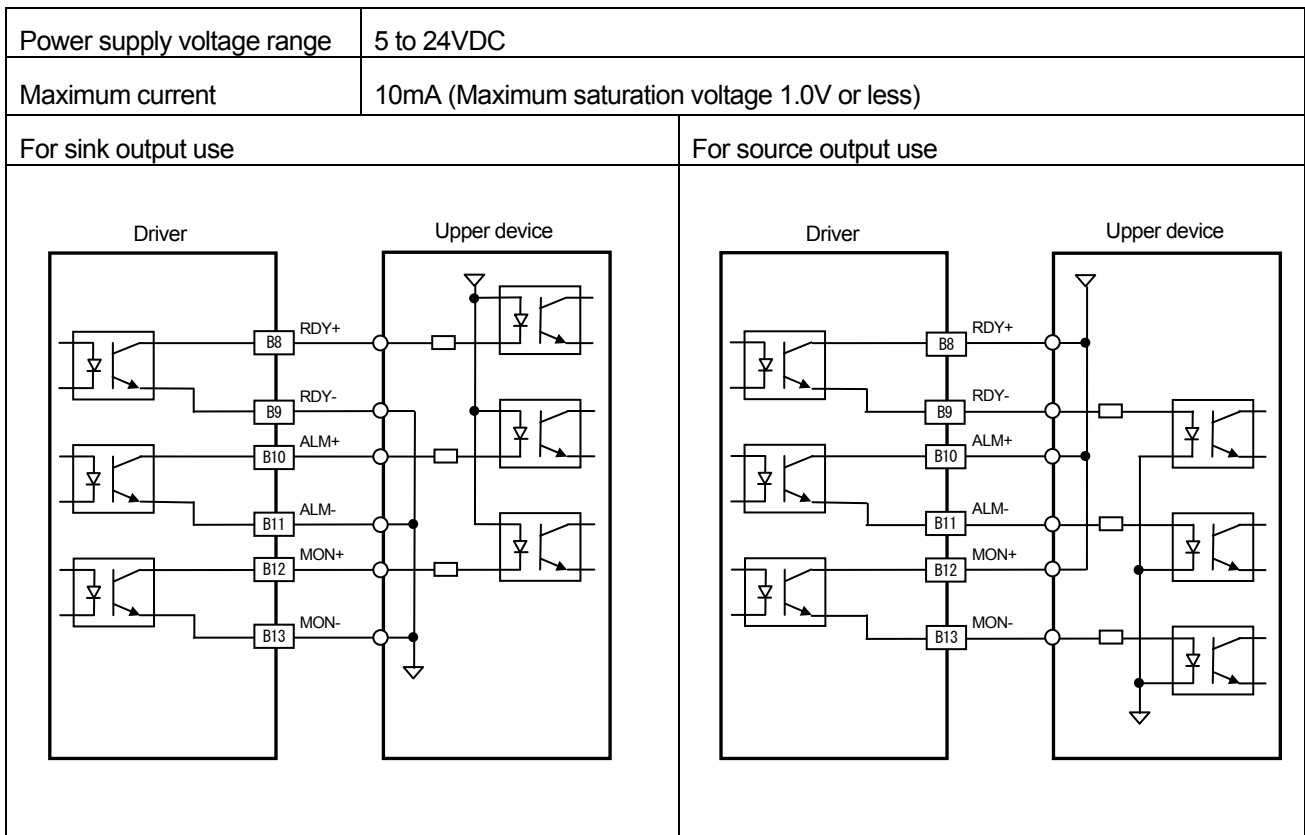 Power supply voltage range 5 to 24VDC
Maximum current 10mA (Maximum saturation voltage 1.0V or less)
For sink output use
Driver Upper device
B8 RDY+
B9 RDY-
B10 ALM+
B11 ALM-
B12 MON+
B13 MON-
For source output use
Driver Upper device
B8 RDY+
B9 RDY-
B10 ALM+
B11 ALM-
B12 MON+
B13 MON-